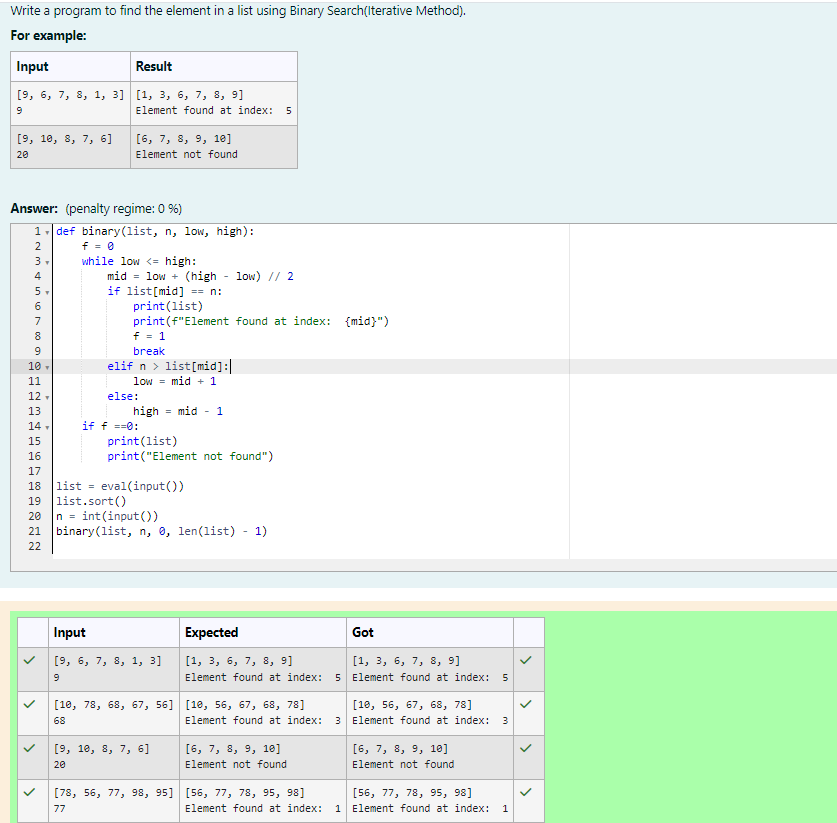 Write a program to find the element in a list using Binary Search(Iterative Method).
For example:
Input Result
[9, 6, 7, 8, 1, 3] [1, 3, 6, 7, 8, 9]
9 Element found at index:  5
[9, 10, 8, 7, 6] [6, 7, 8, 9, 10]
20 Element not found
Answer: (penalty regime: 0 %)
1 def binary(list, n, low, high):
2     f = 0
3     while low <= high:
4         mid = low + (high - low) // 2
5         if list[mid] == n:
6             print(list)
7             print(f"Element found at index:  {mid}")
8             f = 1
9             break
10         elif n > list[mid]:
11             low = mid + 1
12         else:
13             high = mid - 1
14     if f ==0:
15         print(list)
16         print("Element not found")
17
18 list = eval(input())
19 list.sort()
20 n = int(input())
21 binary(list, n, 0, len(list) - 1)
22
Input Expected Got
[9, 6, 7, 8, 1, 3] [1, 3, 6, 7, 8, 9] [1, 3, 6, 7, 8, 9]
9 Element found at index:  5 Element found at index:  5
[10, 78, 68, 67, 56] [10, 56, 67, 68, 78] [10, 56, 67, 68, 78]
68 Element found at index:  3 Element found at index:  3
[9, 10, 8, 7, 6] [6, 7, 8, 9, 10] [6, 7, 8, 9, 10]
20 Element not found Element not found
[78, 56, 77, 98, 95] [56, 77, 78, 95, 98] [56, 77, 78, 95, 98]
77 Element found at index:  1 Element found at index:  1